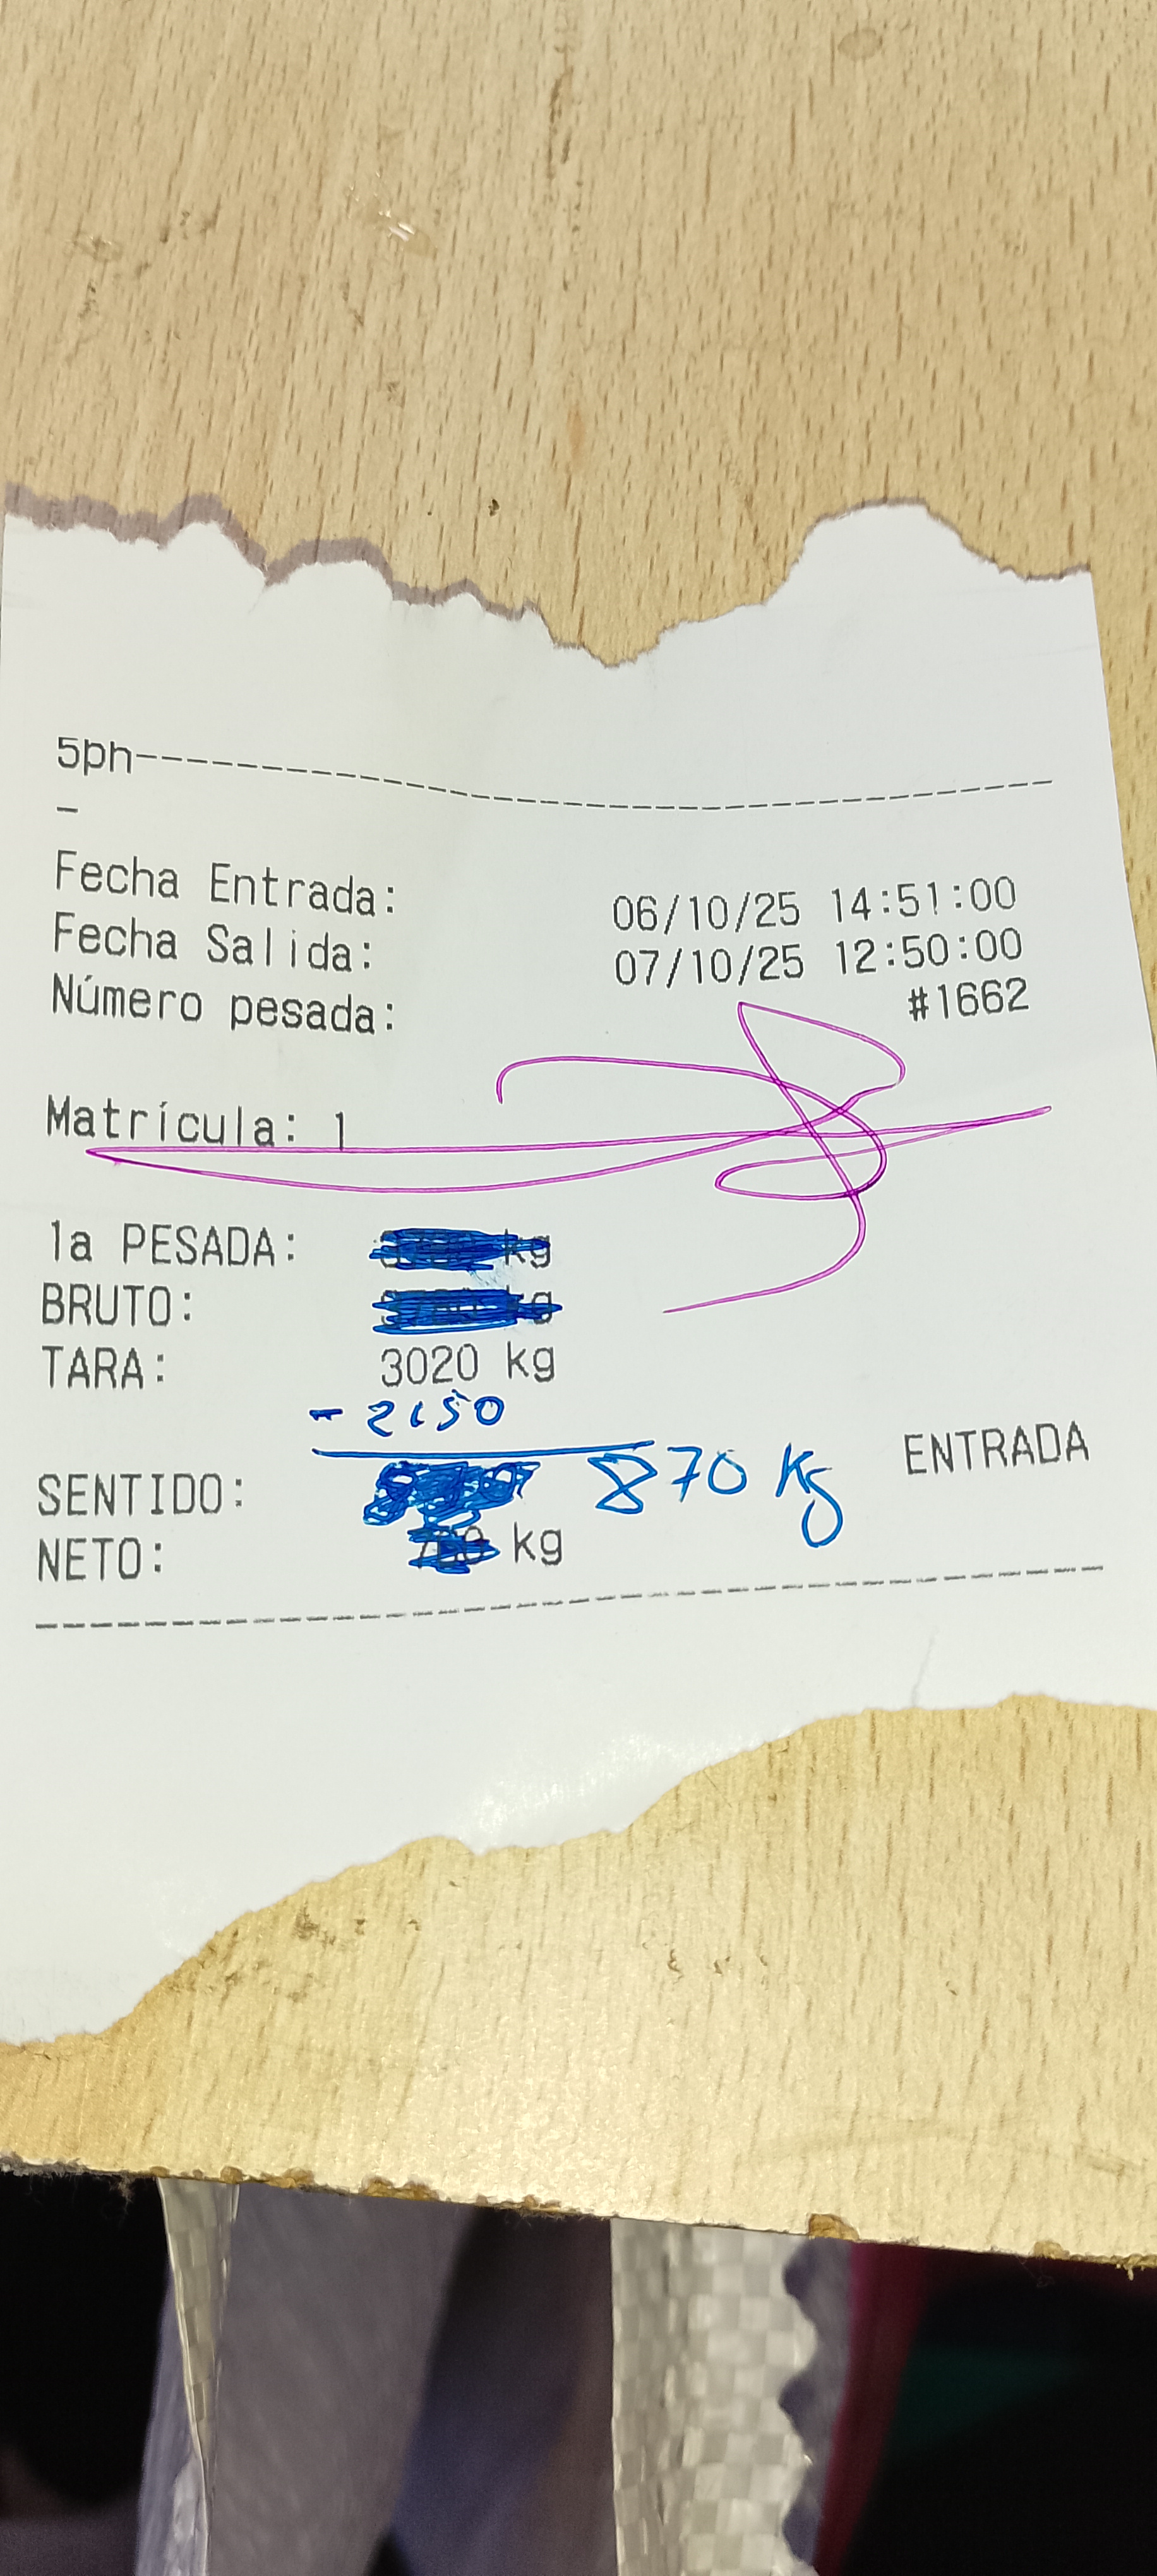 5ph-----------------------------------
-
Fecha Entrada: 06/10/25 14:51:00
Fecha Salida: 07/10/25 12:50:00
Número pesada: #1662
Matrícula: 1
1a PESADA: kg
BRUTO: kg
TARA: 3020 kg
- 2150
870 Kg
SENTIDO: ENTRADA
NETO: kg
-----------------------------------------